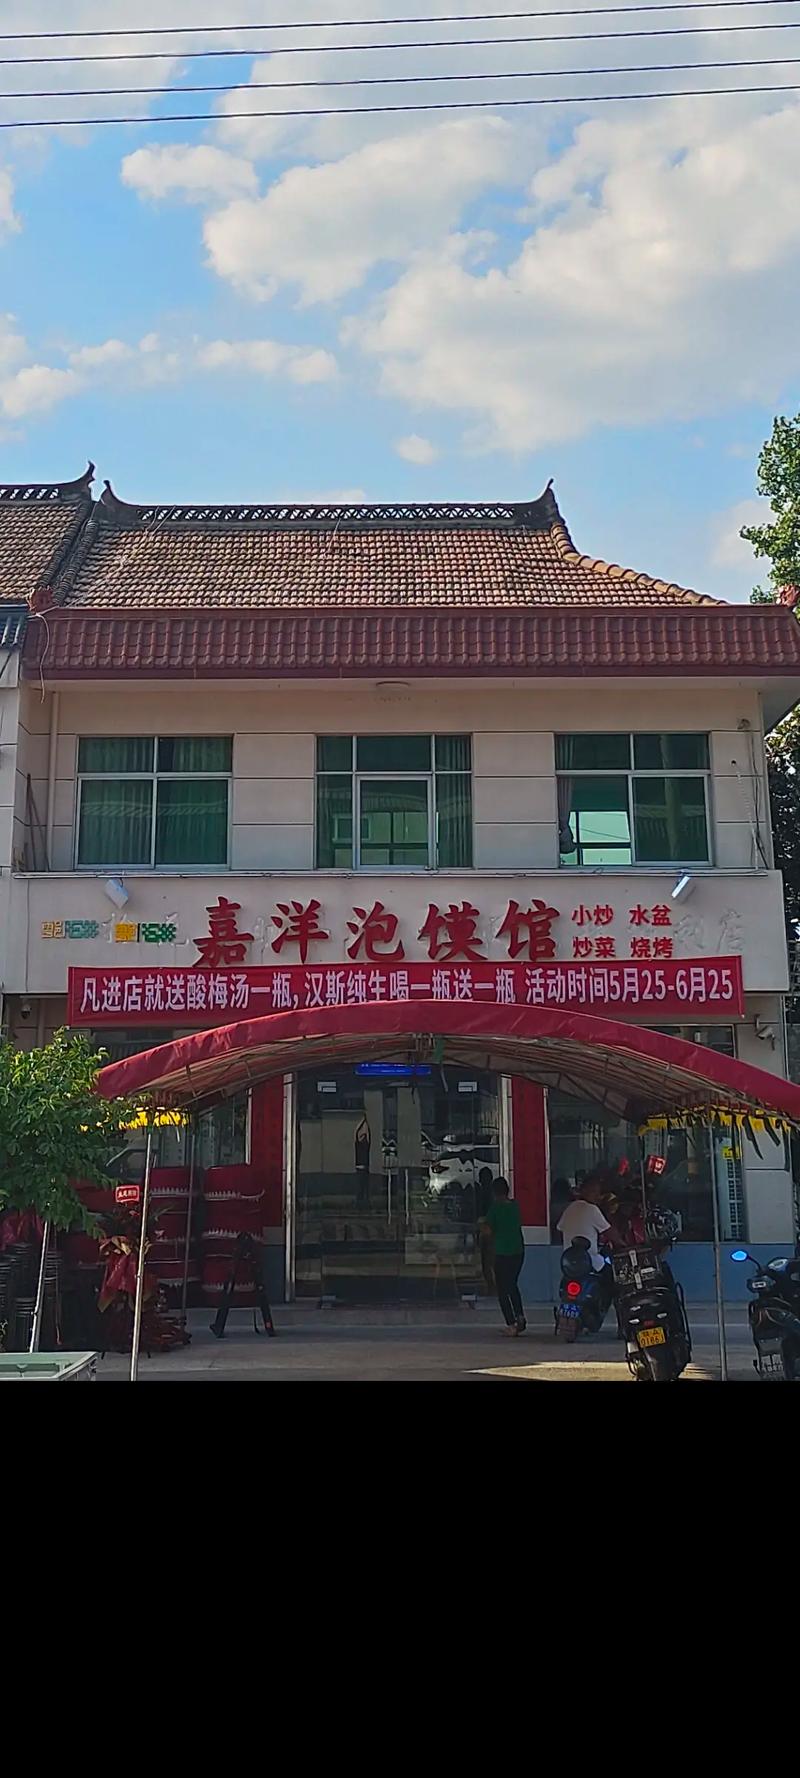 嘉洋泡馍馆
小炒 水盆
炒菜 烧烤
凡进店就送酸梅汤一瓶,汉斯纯生喝一瓶送一瓶 活动时间5月25-6月25